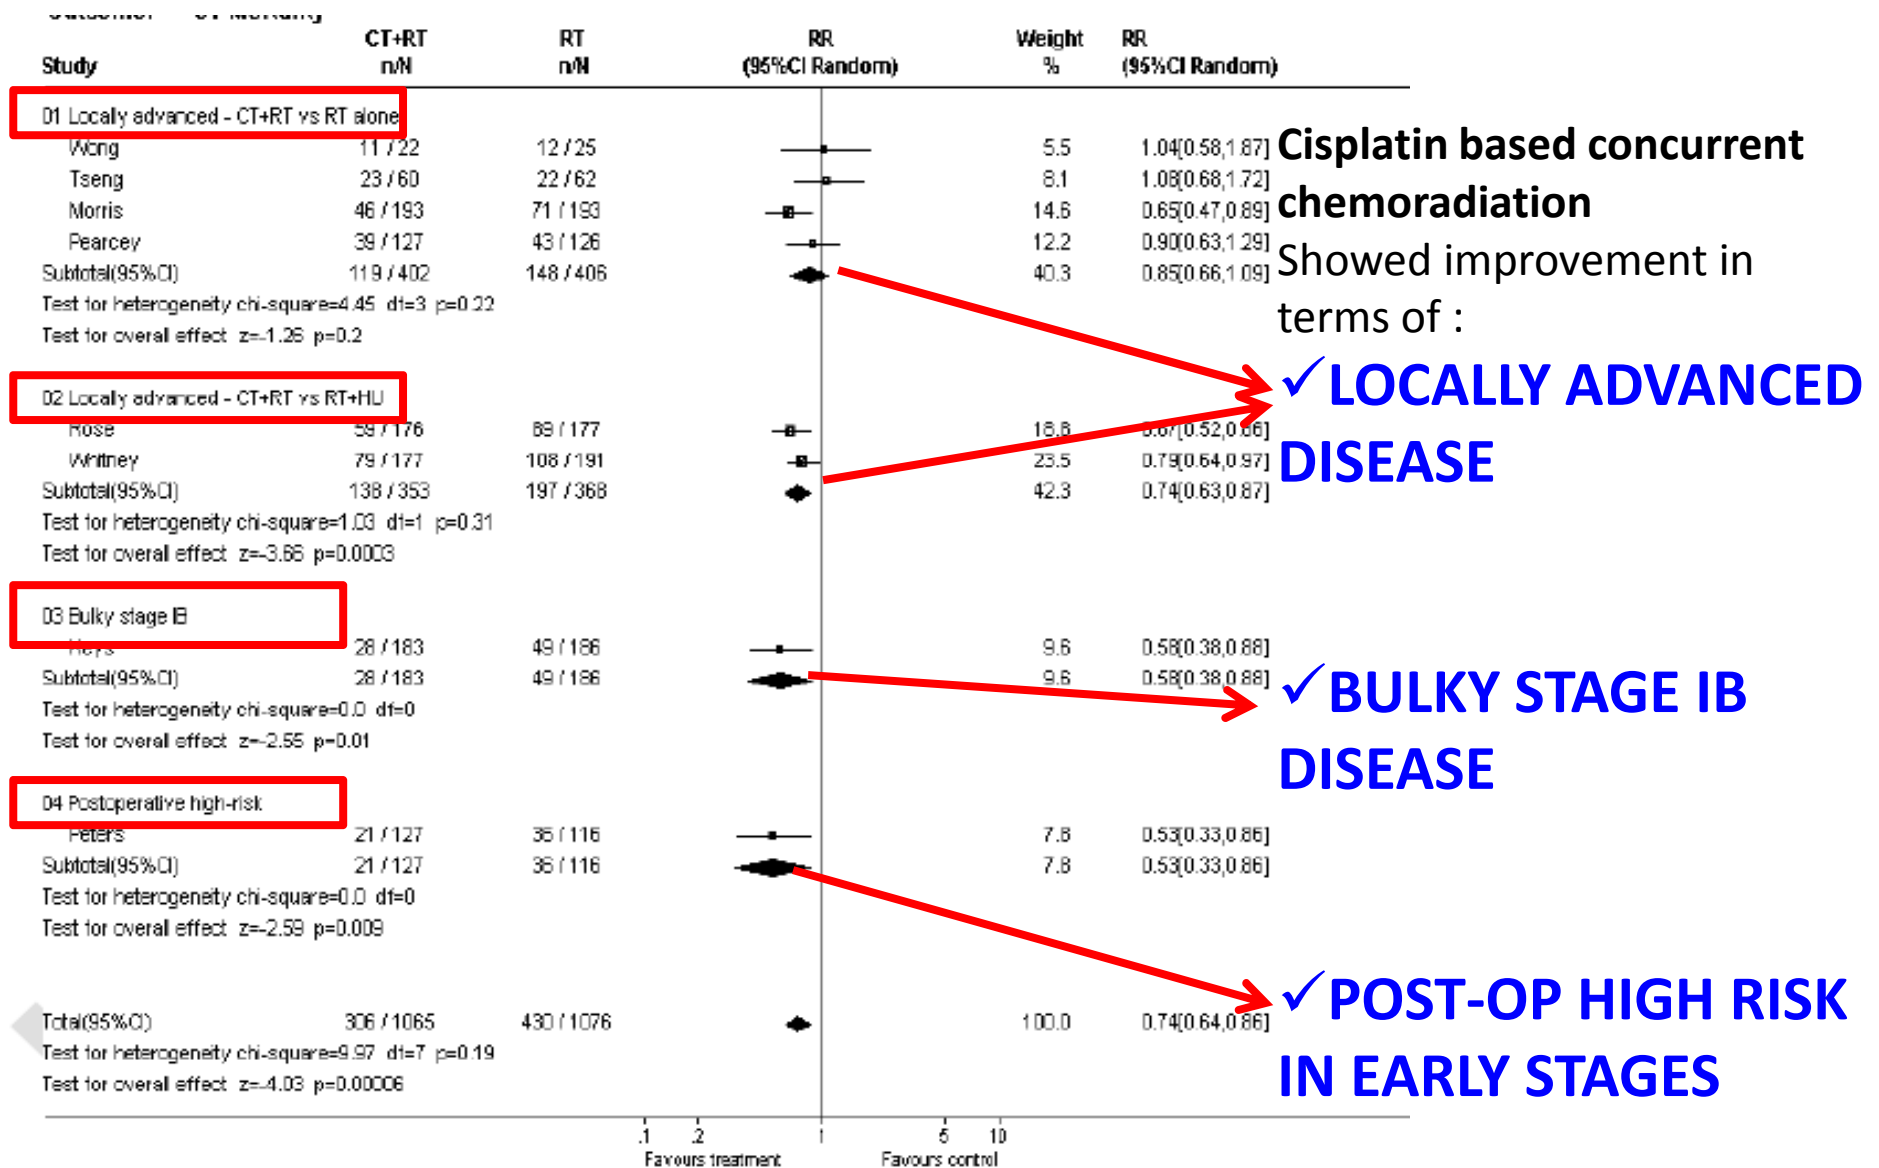 CT+RT RT RR Weight RR
Study n/N n/N (95%CI Random) % (95%CI Random)
01 Locally advanced - CT+RT vs RT alone
Wong 11 / 22 12 / 25 5.5 1.04[0.58,1.87]
Tseng 23 / 60 22 / 62 8.1 1.08[0.68,1.72]
Morris 46 / 193 71 / 193 14.6 0.65[0.47,0.89]
Pearcey 39 / 127 43 / 126 12.2 0.90[0.63,1.29]
Subtotal(95%CI) 119 / 402 148 / 406 40.3 0.85[0.66,1.09]
Test for heterogeneity chi-square=4.45 df=3 p=0.22
Test for overall effect z=-1.26 p=0.2
02 Locally advanced - CT+RT vs RT+HU
Rose 59 / 176 89 / 177 18.8 0.67[0.52,0.86]
Whitney 79 / 177 108 / 191 23.5 0.79[0.64,0.97]
Subtotal(95%CI) 138 / 353 197 / 368 42.3 0.74[0.63,0.87]
Test for heterogeneity chi-square=1.03 df=1 p=0.31
Test for overall effect z=-3.66 p=0.0003
03 Bulky stage IB
28 / 183 49 / 186 9.6 0.58[0.38,0.88]
Subtotal(95%CI) 28 / 183 49 / 186 9.6 0.58[0.38,0.88]
Test for heterogeneity chi-square=0.0 df=0
Test for overall effect z=-2.55 p=0.01
04 Postoperative high-risk
Peters 21 / 127 36 / 116 7.8 0.53[0.33,0.86]
Subtotal(95%CI) 21 / 127 36 / 116 7.8 0.53[0.33,0.86]
Test for heterogeneity chi-square=0.0 df=0
Test for overall effect z=-2.59 p=0.009
Total(95%CI) 306 / 1065 430 / 1076 100.0 0.74[0.64,0.86]
Test for heterogeneity chi-square=9.97 df=7 p=0.19
Test for overall effect z=-4.03 p=0.00006
.1 .2 1 5 10
Favours treatment Favours control
Cisplatin based concurrent
chemoradiation
Showed improvement in
terms of :
✓LOCALLY ADVANCED
DISEASE
✓BULKY STAGE IB
DISEASE
✓POST-OP HIGH RISK
IN EARLY STAGES